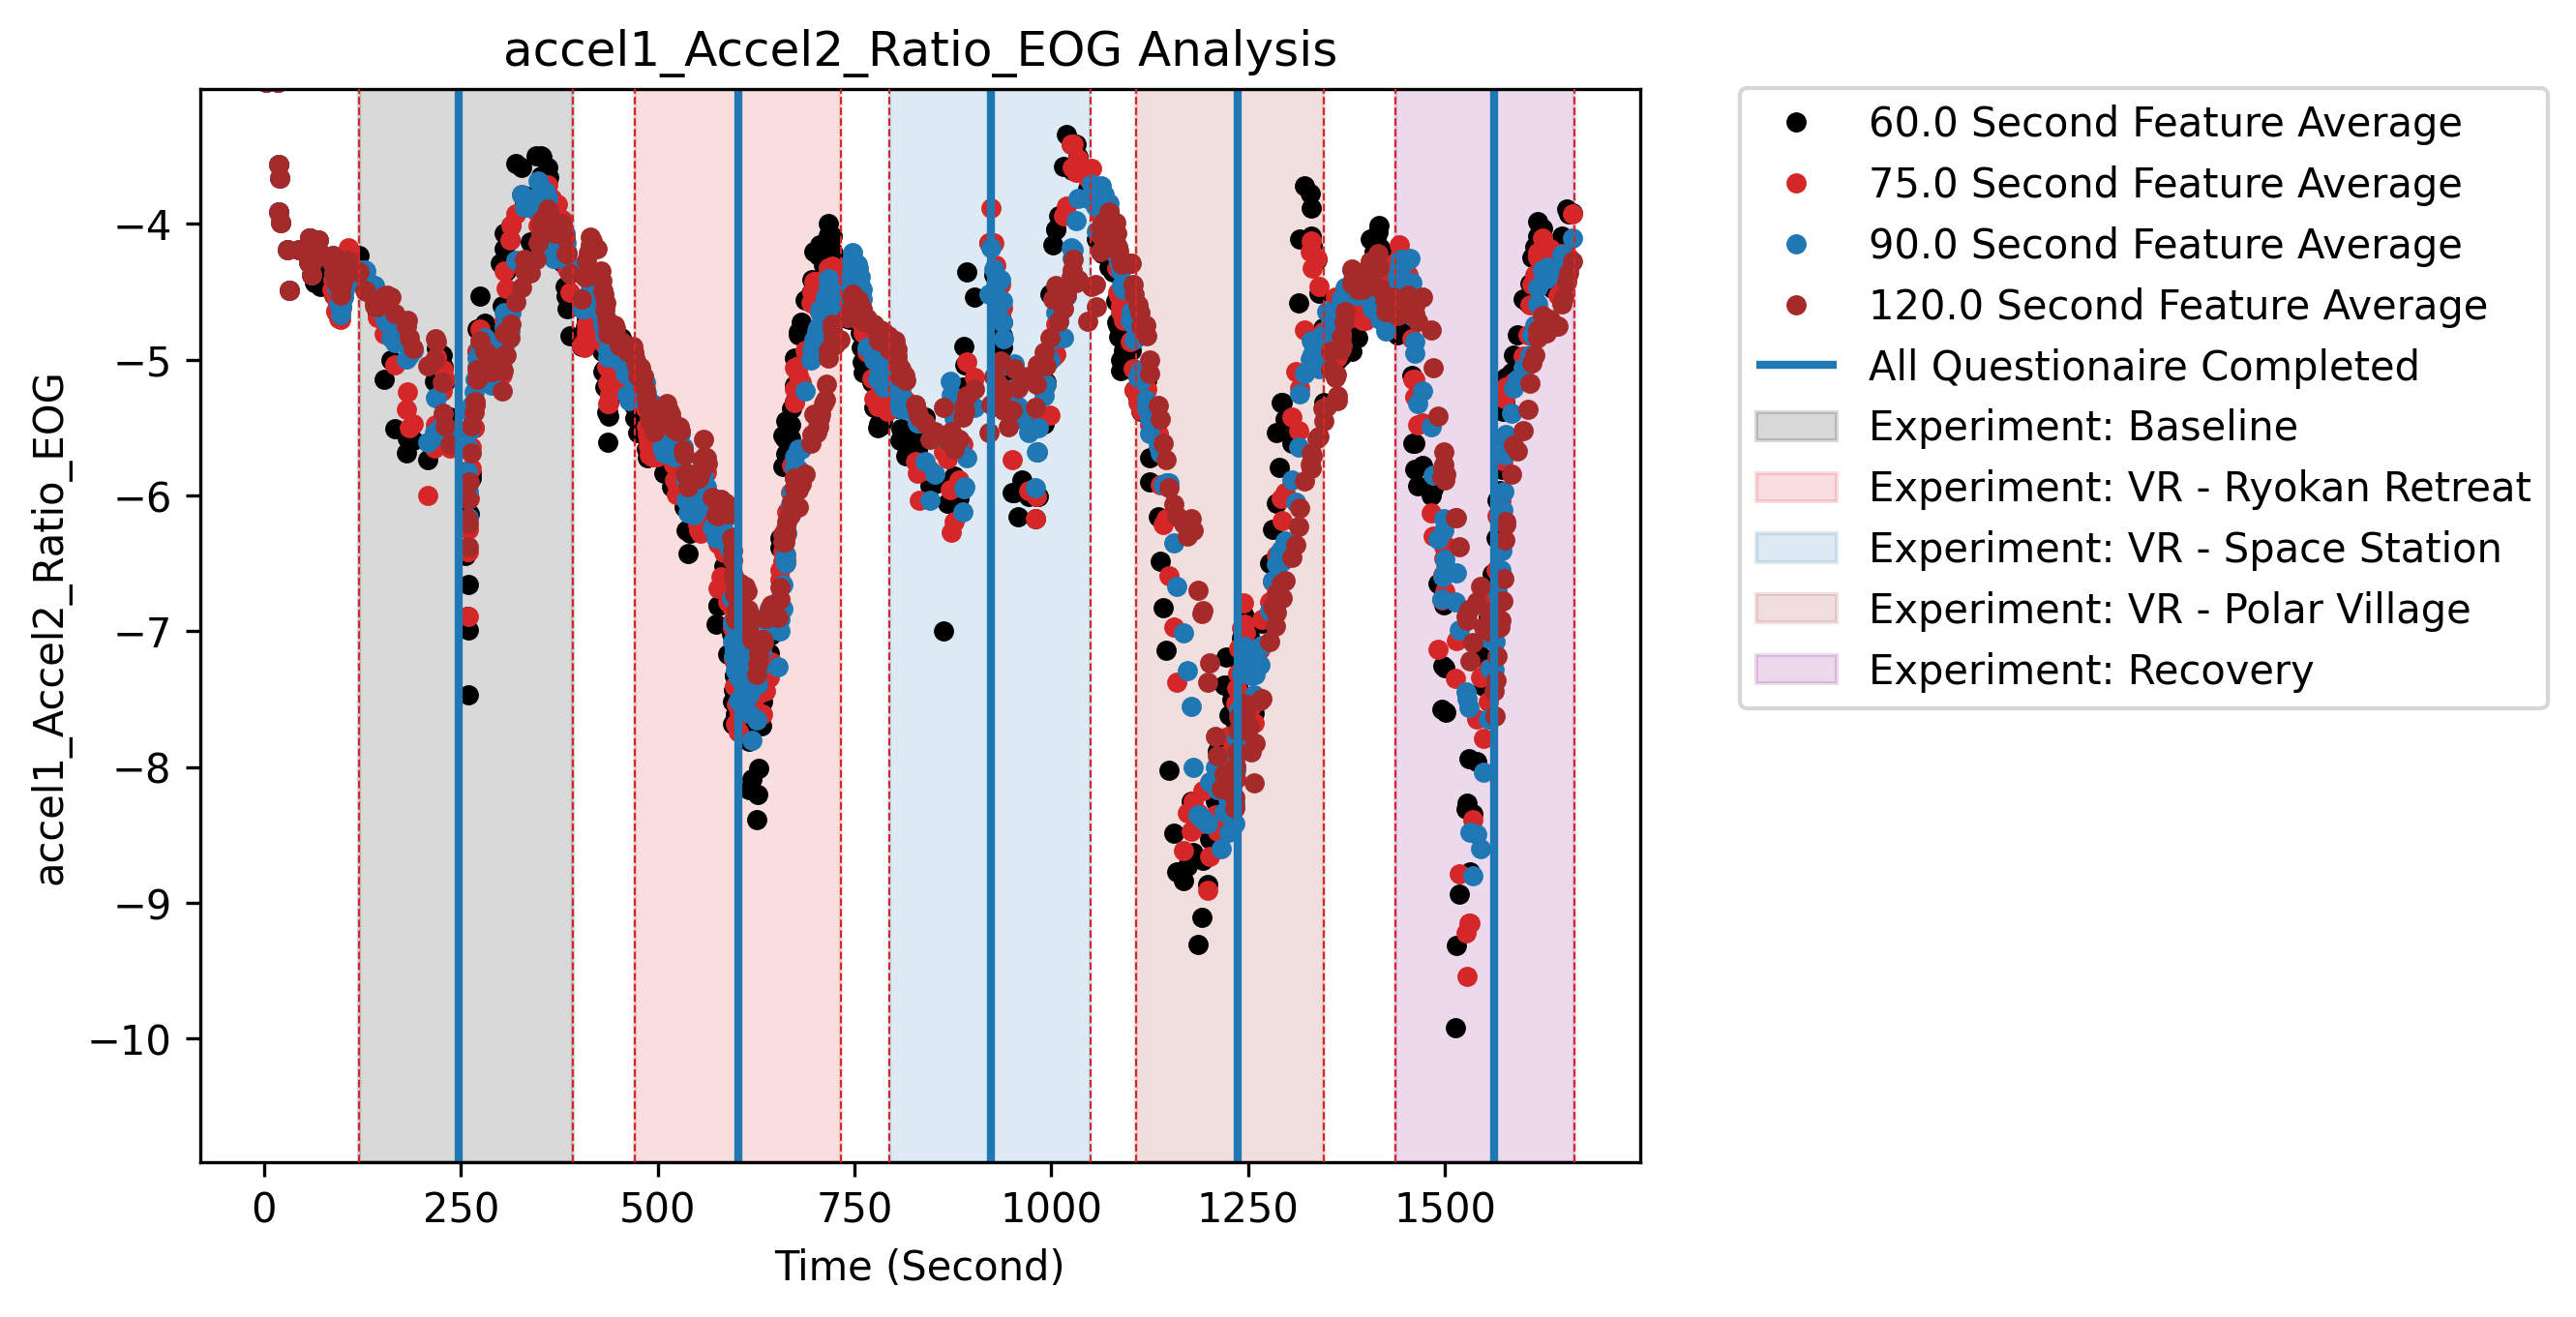 accel1_Accel2_Ratio_EOG Analysis
accel1_Accel2_Ratio_EOG
−4
−5
−6
−7
−8
−9
−10
0 250 500 750 1000 1250 1500
Time (Second)
60.0 Second Feature Average
75.0 Second Feature Average
90.0 Second Feature Average
120.0 Second Feature Average
All Questionaire Completed
Experiment: Baseline
Experiment: VR - Ryokan Retreat
Experiment: VR - Space Station
Experiment: VR - Polar Village
Experiment: Recovery